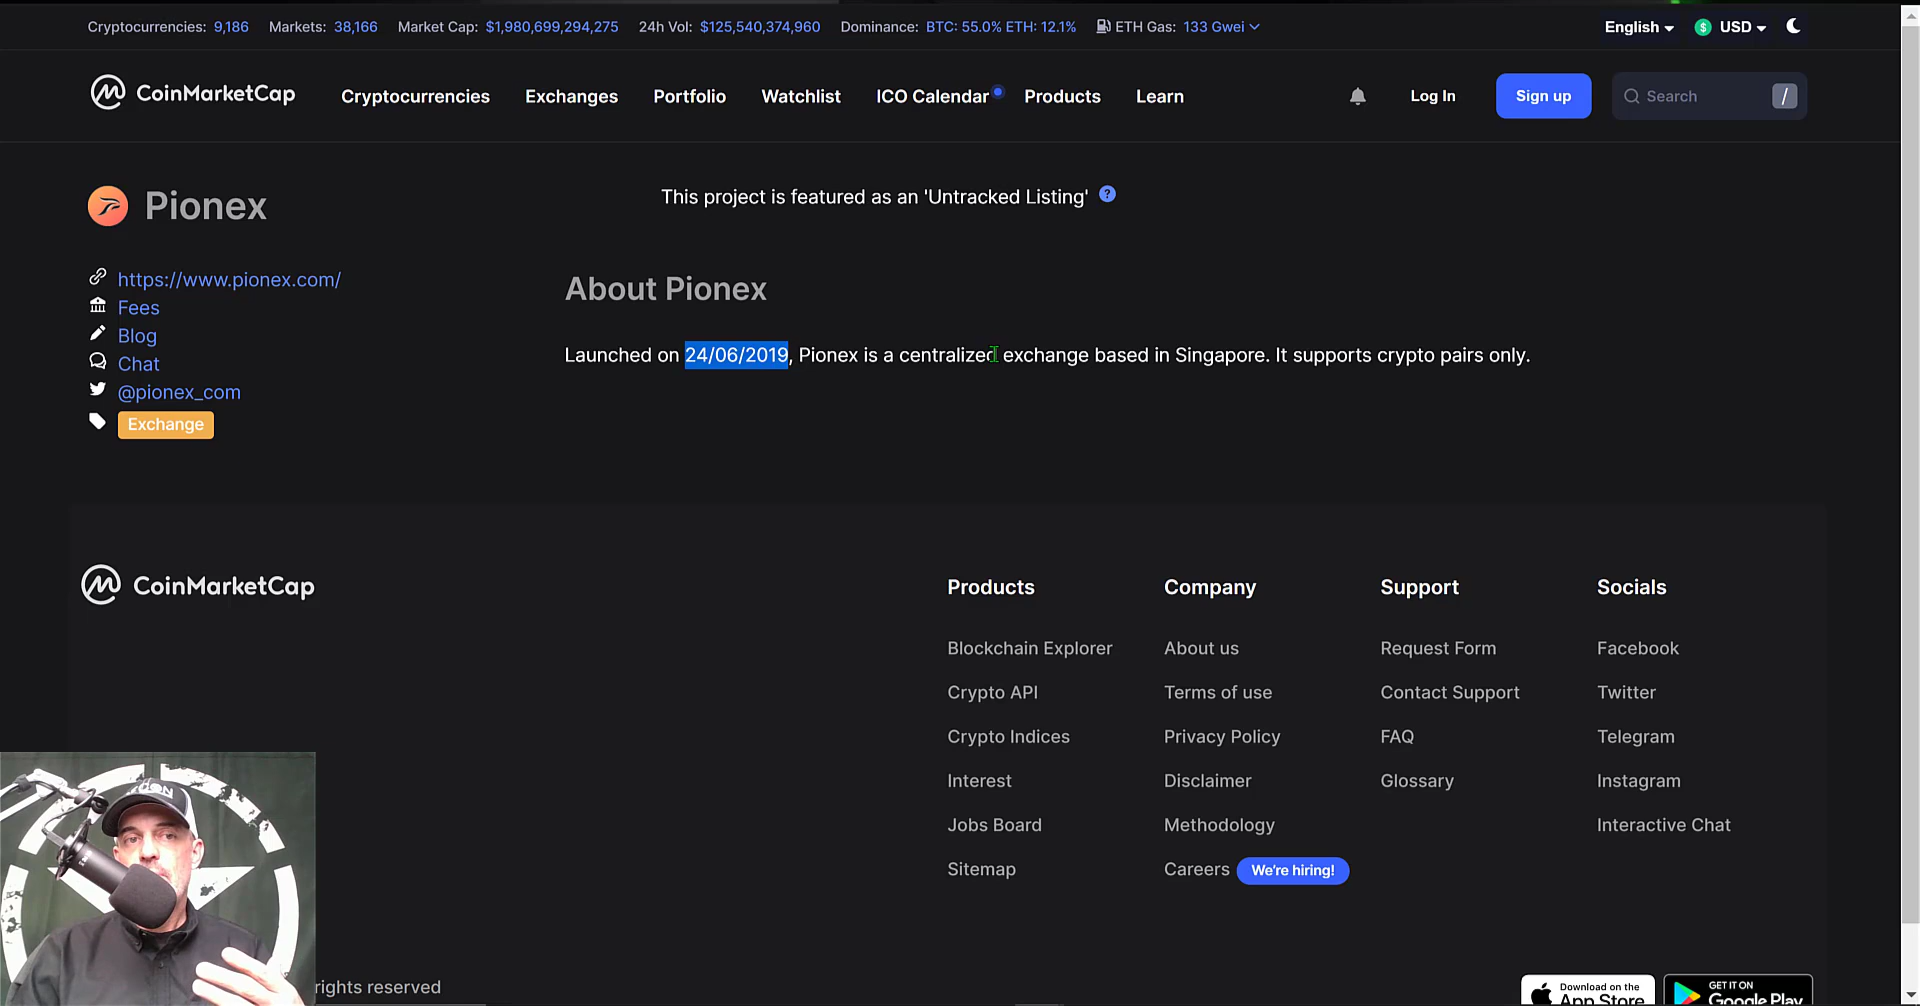 Cryptocurrencies: 9,186 Markets: 38,166 Market Cap: $1,980,699,294,275 24h Vol: $125,540,374,960 Dominance: BTC: 55.0% ETH: 12.1% ETH Gas: 133 Gwei English USD
CoinMarketCap Cryptocurrencies Exchanges Portfolio Watchlist ICO Calendar Products Learn Log In Sign up Search /
Pionex
This project is featured as an 'Untracked Listing' ?
https://www.pionex.com/
Fees
Blog
Chat
@pionex_com
Exchange
About Pionex
Launched on 24/06/2019, Pionex is a centralized exchange based in Singapore. It supports crypto pairs only.
CoinMarketCap
Products Company Support Socials
Blockchain Explorer About us Request Form Facebook
Crypto API Terms of use Contact Support Twitter
Crypto Indices Privacy Policy FAQ Telegram
Interest Disclaimer Glossary Instagram
Jobs Board Methodology Interactive Chat
Sitemap Careers We're hiring!
rights reserved
Download on the
App Store
GET IT ON
Google Play